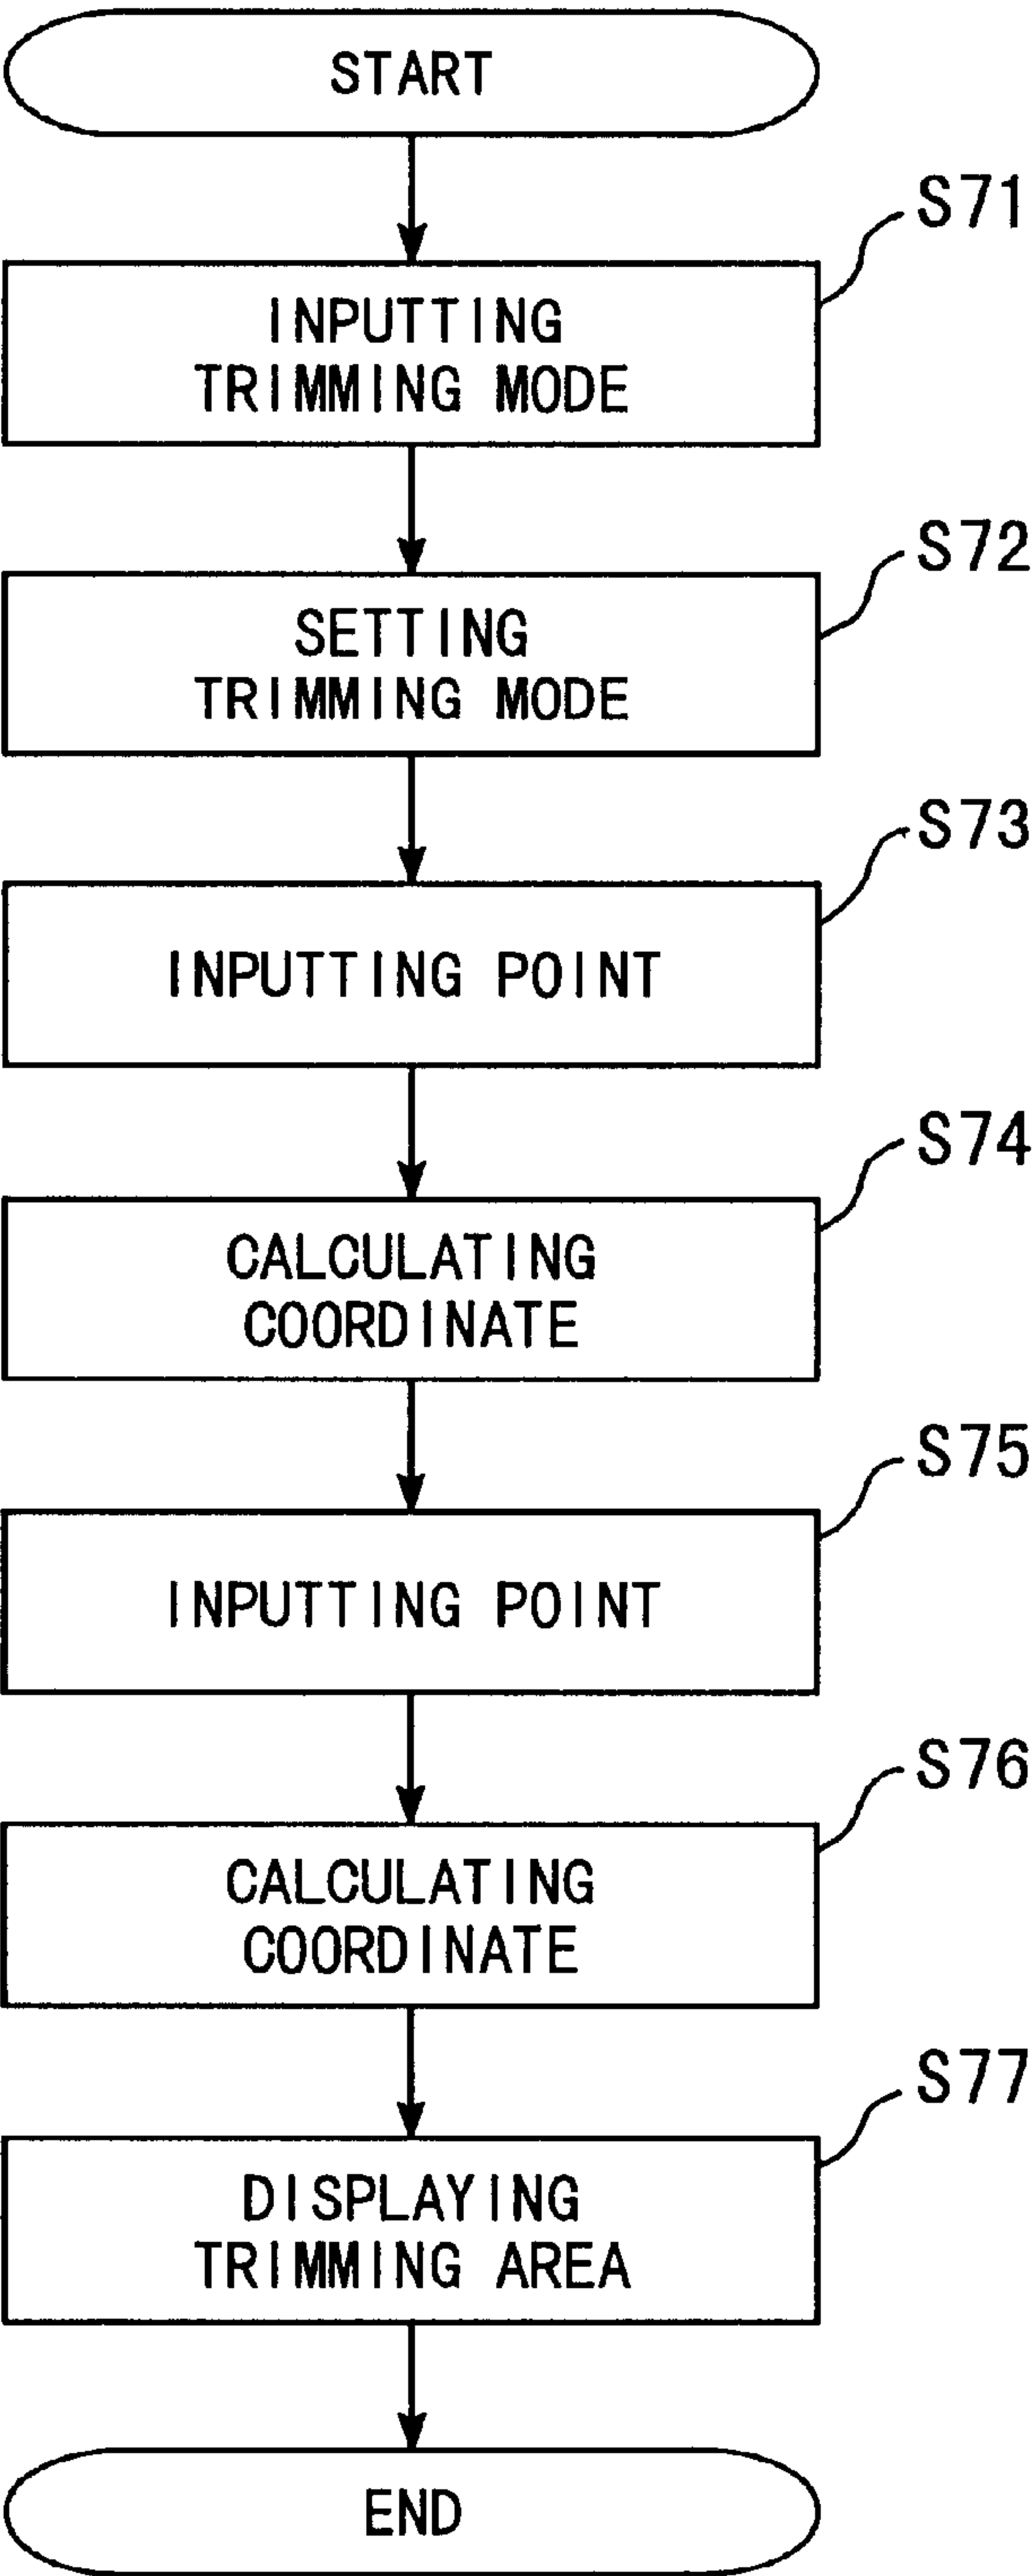 START
S71
INPUTTING
TRIMMING MODE
S72
SETTING
TRIMMING MODE
S73
INPUTTING POINT
S74
CALCULATING
COORDINATE
S75
INPUTTING POINT
S76
CALCULATING
COORDINATE
S77
DISPLAYING
TRIMMING AREA
END